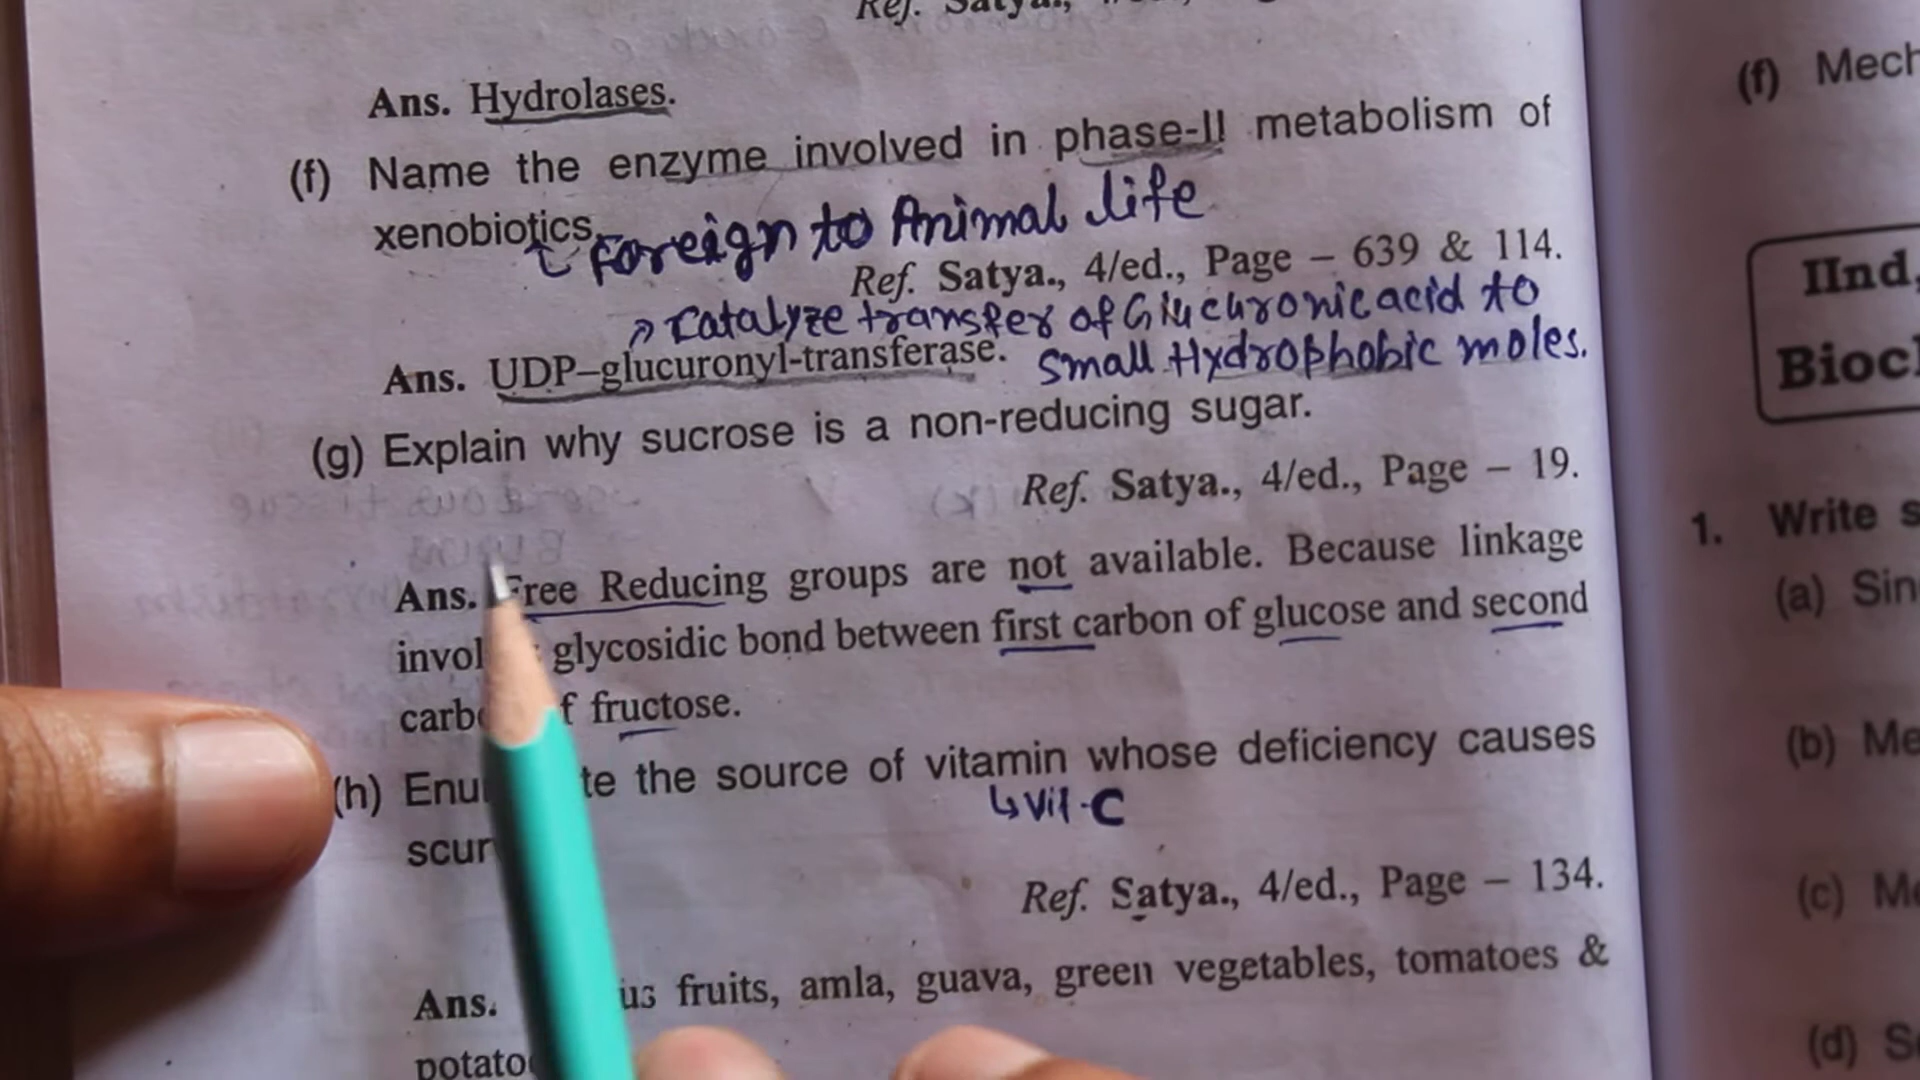 Ref. Satya.,
Ans. Hydrolases.
(f) Name the enzyme involved in phase-II metabolism of
xenobiotics.
Foreign to Animal life
Ref. Satya., 4/ed., Page – 639 & 114.
Catalyze transfer of Glucuronic acid to
Ans. UDP–glucuronyl-transferase.
Small Hydrophobic moles.
(g) Explain why sucrose is a non-reducing sugar.
Ref. Satya., 4/ed., Page – 19.
Ans. Free Reducing groups are not available. Because linkage
invol glycosidic bond between first carbon of glucose and second
carbo f fructose.
(h) Enu te the source of vitamin whose deficiency causes
↳ Vit-C
scur
Ref. Satya., 4/ed., Page – 134.
Ans. us fruits, amla, guava, green vegetables, tomatoes &
potato
(f) Mech
IInd,
Bioc
1. Write s
(a) Sin
(b) Me
(c) Me
(d) S